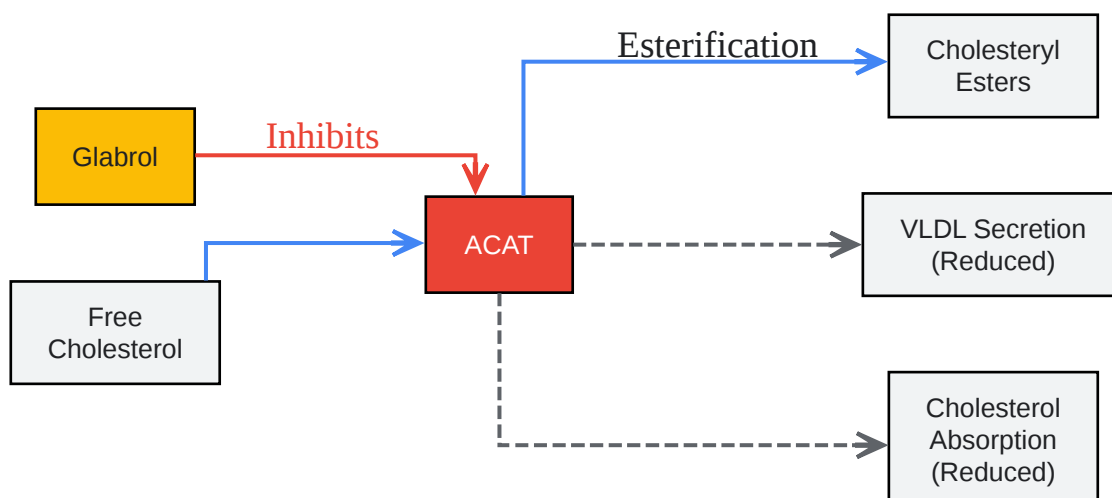 Esterification
Cholesteryl
Esters
Inhibits
Glabrol
ACAT
VLDL Secretion
(Reduced)
Free
Cholesterol
Cholesterol
Absorption
(Reduced)